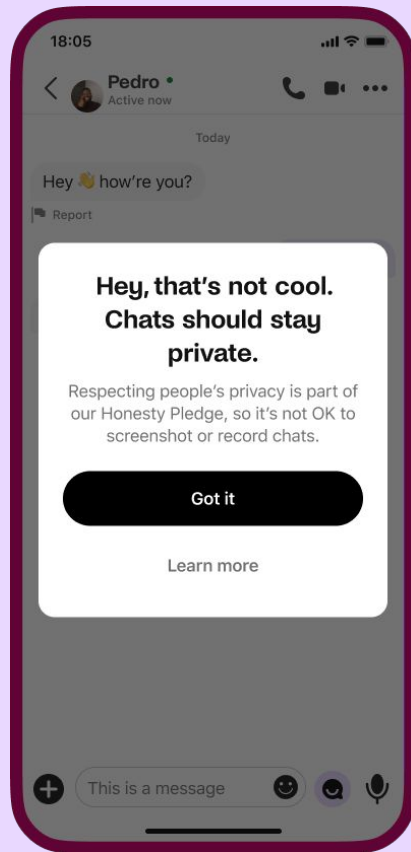 18:05
Pedro
Active now
Today
Hey 👋 how're you?
Report
Hey, that's not cool.
Chats should stay
private.
Respecting people's privacy is part of
our Honesty Pledge, so it's not OK to
screenshot or record chats.
Got it
Learn more
This is a message